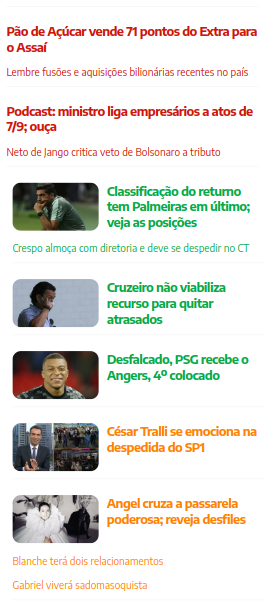 Pão de Açúcar vende 71 pontos do Extra para
o Assaí
Lembre fusões e aquisições bilionárias recentes no país
Podcast: ministro liga empresários a atos de
7/9; ouça
Neto de Jango critica veto de Bolsonaro a tributo
Classificação do returno
tem Palmeiras em último;
veja as posições
Crespo almoça com diretoria e deve se despedir no CT
Cruzeiro não viabiliza
recurso para quitar
atrasados
Desfalcado, PSG recebe o
Angers, 4º colocado
César Tralli se emociona na
despedida do SP1
Angel cruza a passarela
poderosa; reveja desfiles
Blanche terá dois relacionamentos
Gabriel viverá sadomasoquista